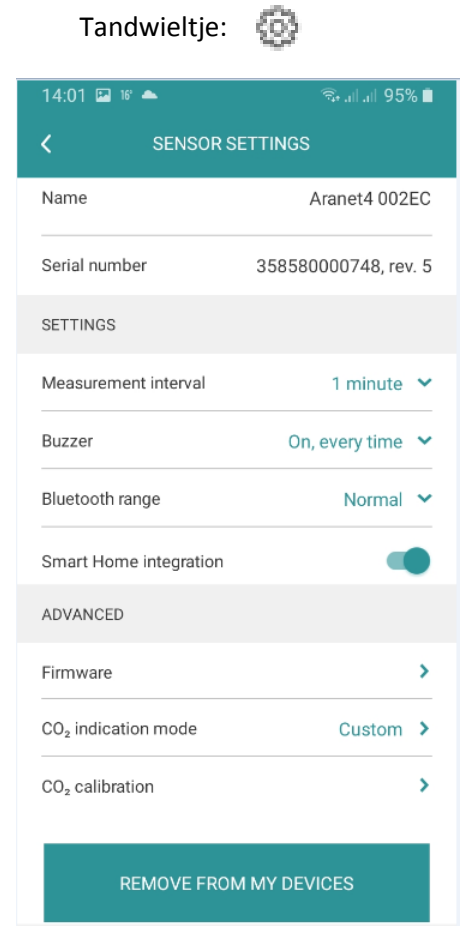 Tandwieltje:
14:01 16° 95%
SENSOR SETTINGS
Name Aranet4 002EC
Serial number 358580000748, rev. 5
SETTINGS
Measurement interval 1 minute
Buzzer On, every time
Bluetooth range Normal
Smart Home integration
ADVANCED
Firmware
CO₂ indication mode Custom
CO₂ calibration
REMOVE FROM MY DEVICES